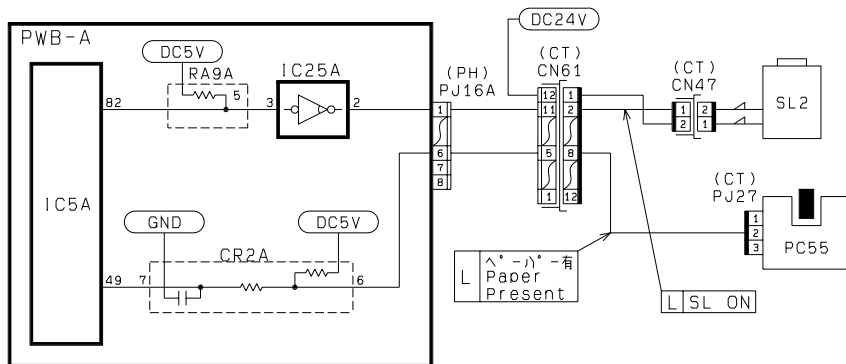 PWB-A
DC5V
RA9A
5
IC25A
82
3
2
IC5A
GND
DC5V
CR2A
49
7
6
(PH)
PJ16A
1
6
7
8
DC24V
(CT)
CN61
12 1
11 2
5 8
1 12
(CT)
CN47
1 2
2 1
SL2
(CT)
PJ27
1
2
3
PC55
L ペーパー有
Paper
Present
L SL ON